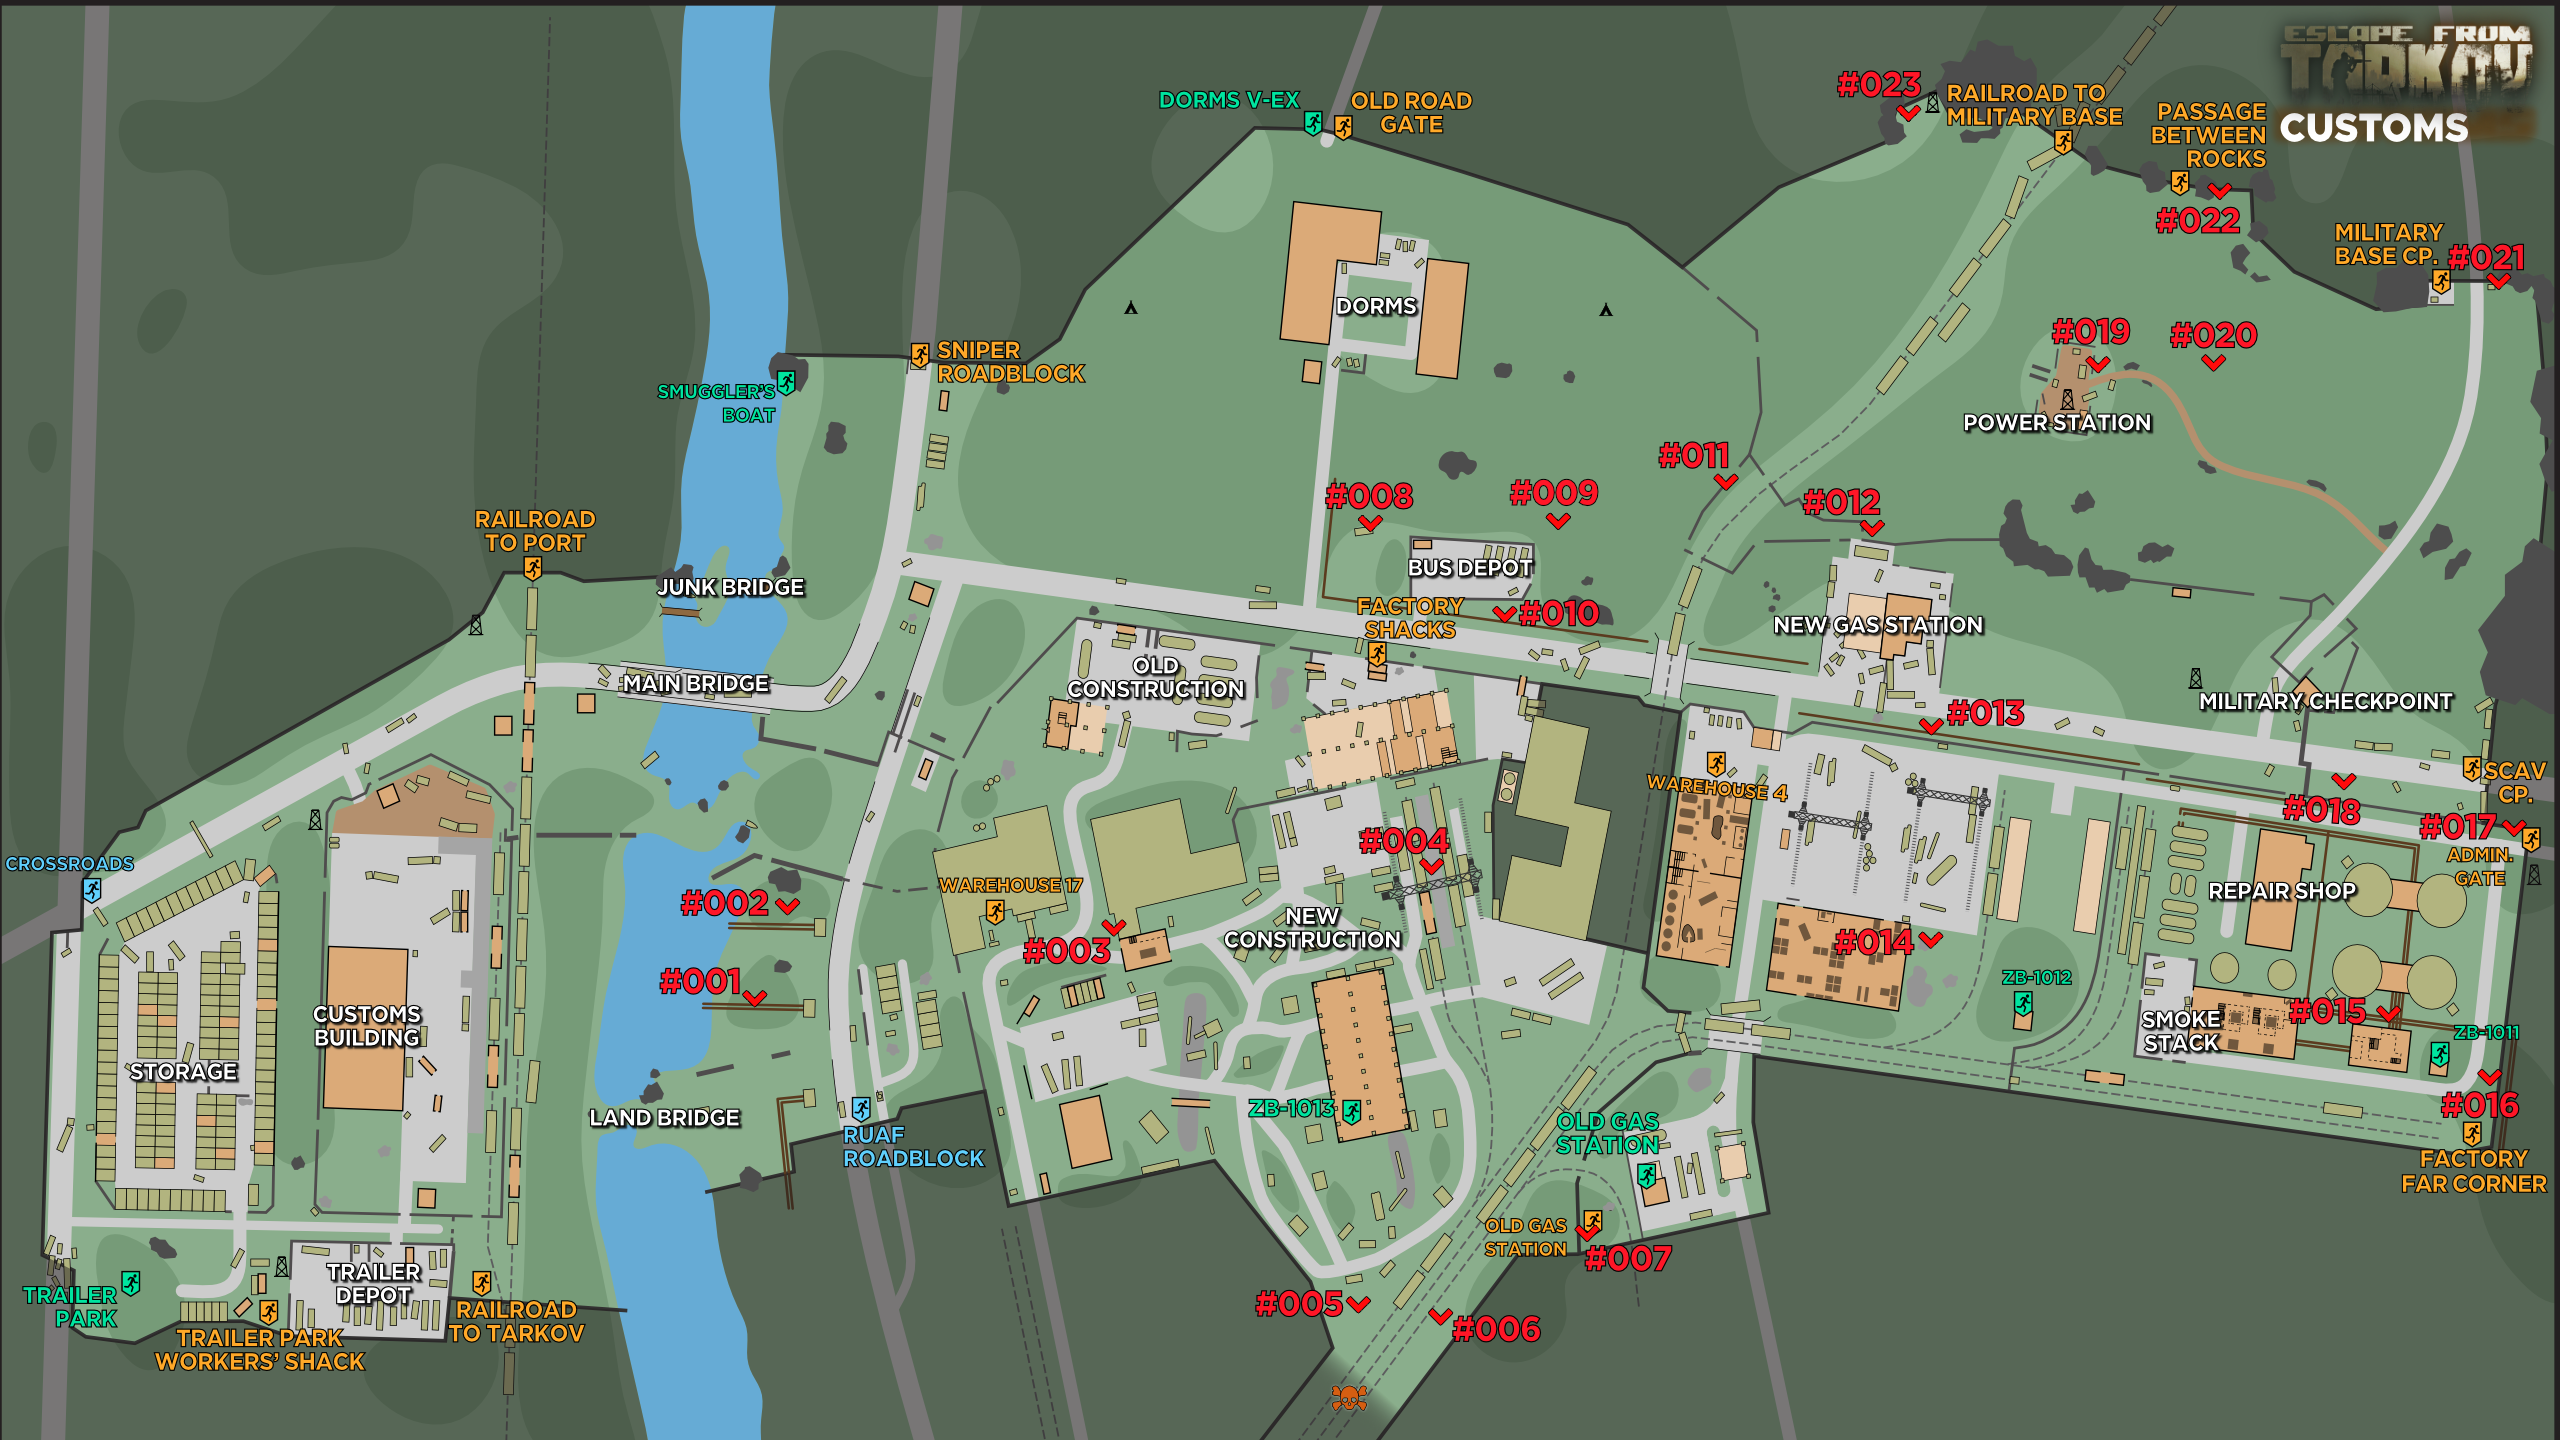 ESCAPE FROM
TARKOV
CUSTOMS
#023
RAILROAD TO
MILITARY BASE
DORMS V-EX
OLD ROAD
GATE
PASSAGE
BETWEEN
ROCKS
#022
MILITARY
BASE CP.
#021
DORMS
#019
#020
SNIPER
ROADBLOCK
SMUGGLER'S
BOAT
POWER STATION
#011
#008
#009
#012
RAILROAD
TO PORT
BUS DEPOT
JUNK BRIDGE
FACTORY
SHACKS
#010
NEW GAS STATION
OLD
CONSTRUCTION
MAIN BRIDGE
MILITARY CHECKPOINT
#013
SCAV
CP.
WAREHOUSE 4
#018
#017
ADMIN.
GATE
#004
CROSSROADS
WAREHOUSE 17
REPAIR SHOP
#002
NEW
CONSTRUCTION
#003
#014
#001
ZB-1012
CUSTOMS
BUILDING
#015
SMOKE
STACK
ZB-1011
STORAGE
LAND BRIDGE
ZB-1013
OLD GAS
STATION
#016
RUAF
ROADBLOCK
FACTORY
FAR CORNER
OLD GAS
STATION
#007
TRAILER
DEPOT
TRAILER
PARK
RAILROAD
TO TARKOV
#005
#006
TRAILER PARK
WORKERS' SHACK